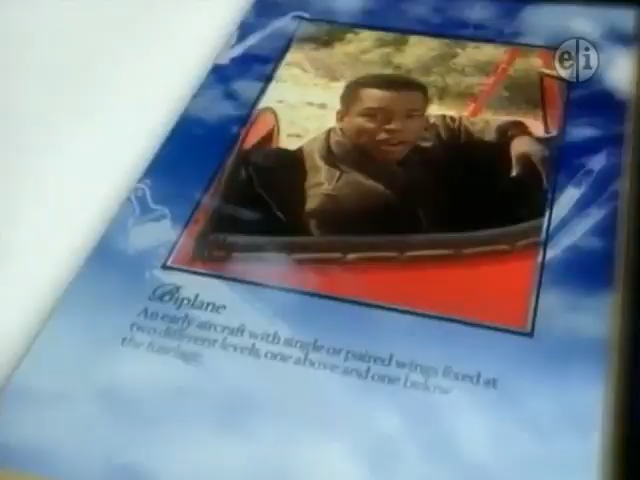 e i
Biplane
An early aircraft with single or paired wings fixed at
two different levels, one above and one below
the fuselage.